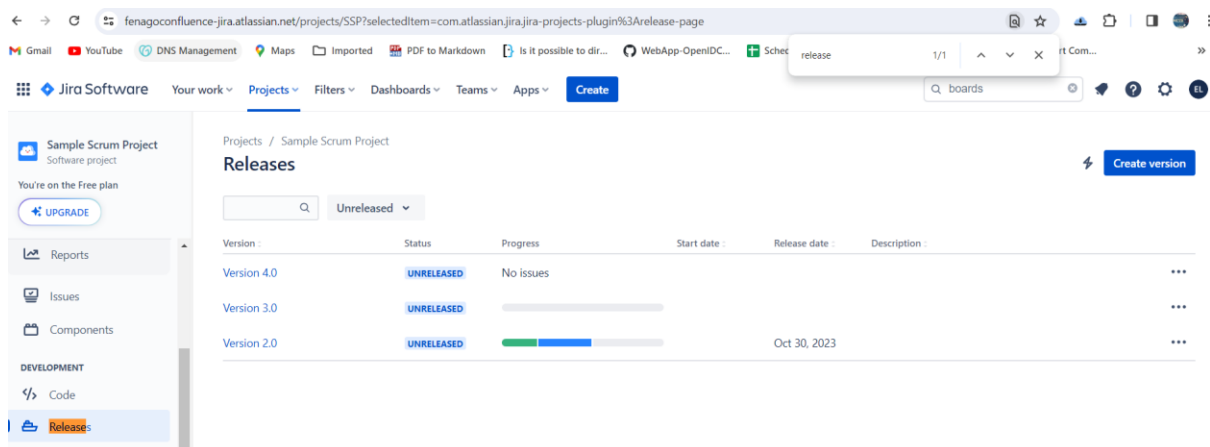 fenagoconfluence-jira.atlassian.net/projects/SSP?selectedItem=com.atlassian.jira.jira-projects-plugin%3Arelease-page
Gmail YouTube DNS Management Maps Imported PDF to Markdown Is it possible to dir... WebApp-OpenIDC... Sched rt Com... »
release 1/1
Jira Software Your work Projects Filters Dashboards Teams Apps Create boards EL
Sample Scrum Project
Software project
You're on the Free plan
UPGRADE
Reports
Issues
Components
DEVELOPMENT
Code
Releases
Projects / Sample Scrum Project
Releases
Create version
Unreleased
Version Status Progress Start date Release date Description
Version 4.0 UNRELEASED No issues
Version 3.0 UNRELEASED
Version 2.0 UNRELEASED Oct 30, 2023